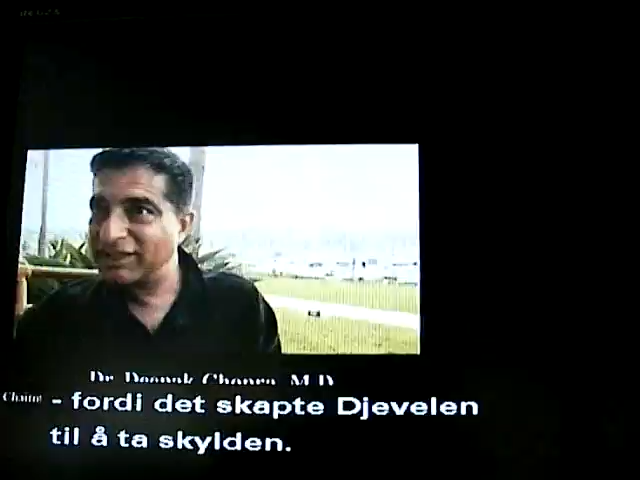 Dr. Deepak Chopra, M.D.
- fordi det skapte Djevelen
til å ta skylden.